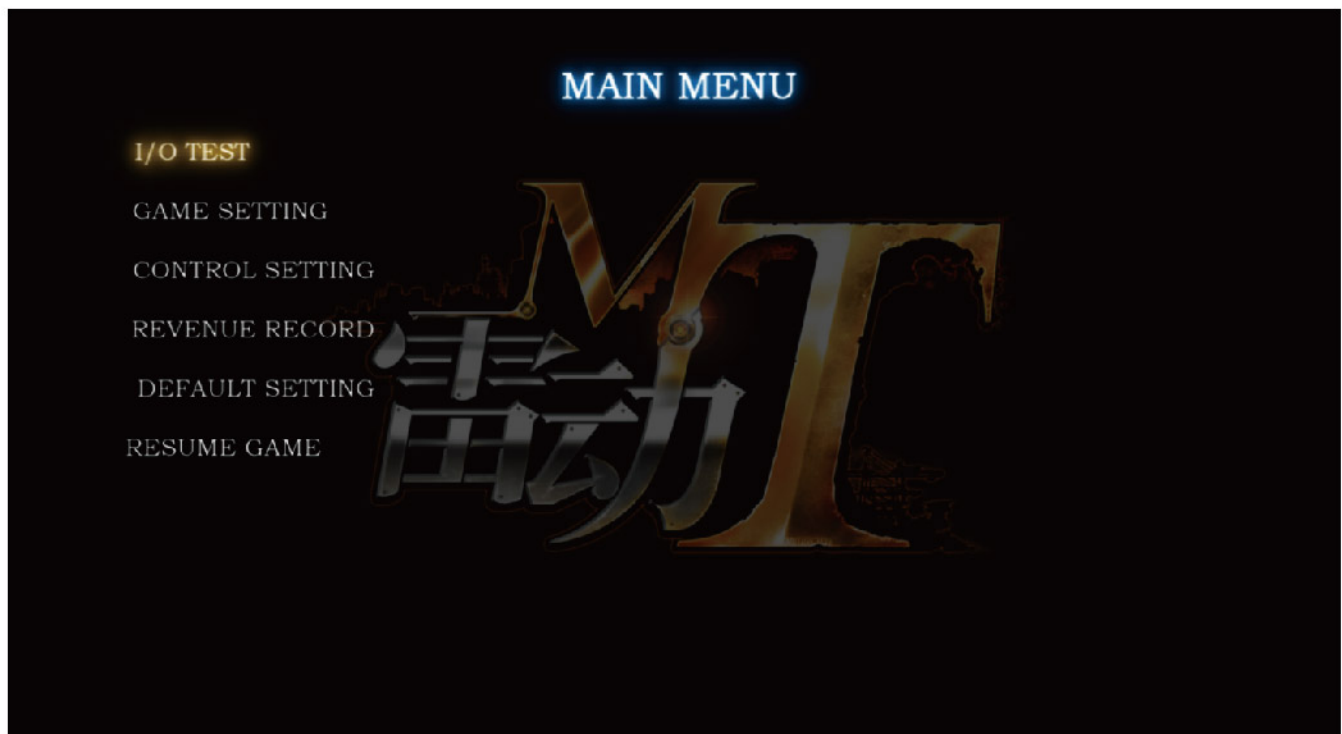 MAIN MENU
I/O TEST
GAME SETTING
CONTROL SETTING
REVENUE RECORD
DEFAULT SETTING
RESUME GAME
MT
雷动